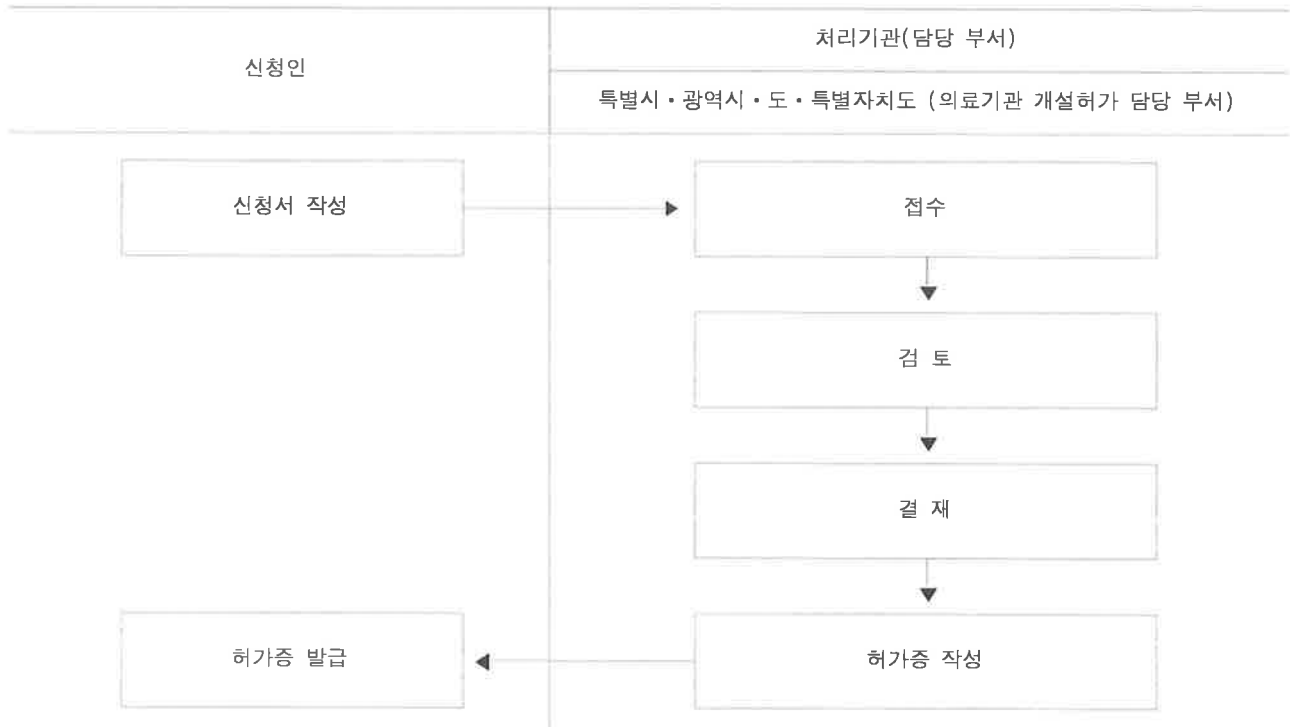 신청인
처리기관(담당 부서)
특별시・광역시・도・특별자치도 (의료기관 개설허가 담당 부서)
신청서 작성
접수
검 토
결 재
허가증 발급
허가증 작성